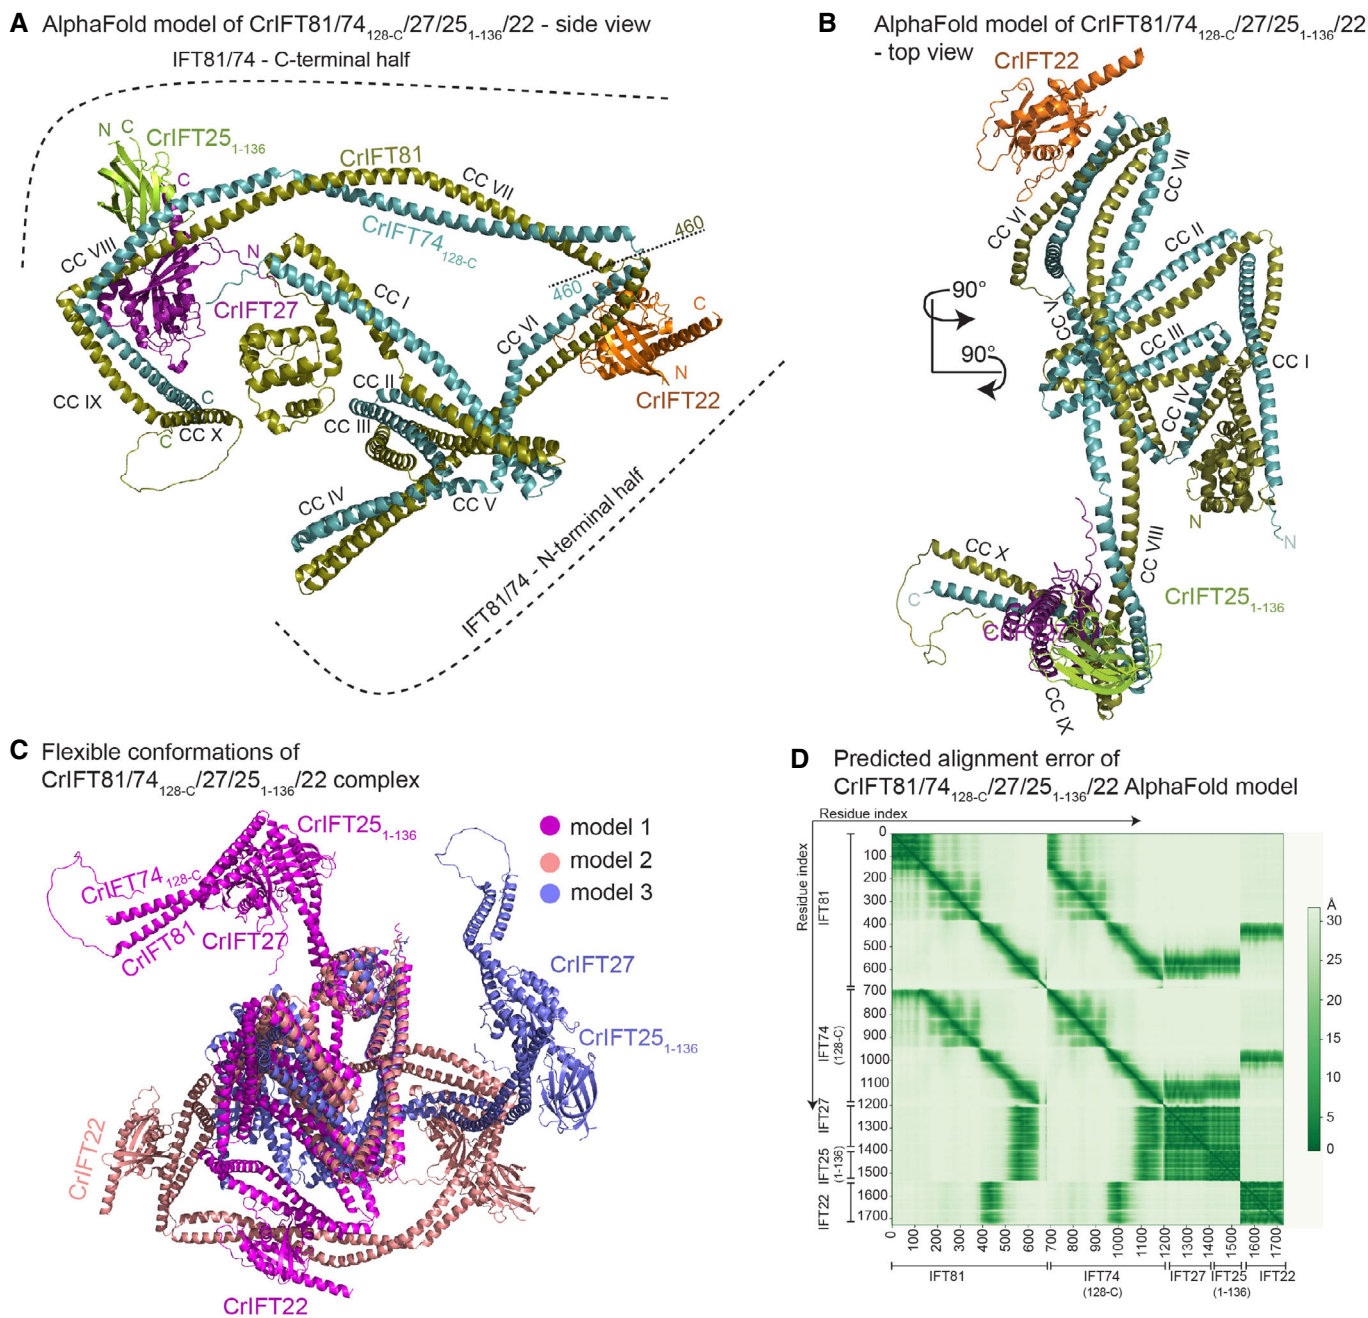 A AlphaFold model of CrIFT81/74128-C/27/251-136/22 - side view
IFT81/74 - C-terminal half
N C
CrIFT251-136
C
CrIFT81
CC VII
CrIFT74128-C
460
460
CC VIII
N
CrIFT27
CC I
CC VI
C
N
CrIFT22
CC II
CC III
CC IX
C
C
CC X
CC IV
CC V
IFT81/74 - N-terminal half
B AlphaFold model of CrIFT81/74128-C/27/251-136/22
- top view
CrIFT22
CC VII
CC VI
CC II
CC V
CC III
CC I
CC IV
90°
90°
N
N
CC X
CC VIII
C
CrIFT251-136
CrIFT27
CC IX
C Flexible conformations of
CrIFT81/74128-C/27/251-136/22 complex
CrIFT251-136
model 1
model 2
model 3
CrIFT74128-C
CrIFT81
CrIFT27
CrIFT27
CrIFT251-136
CrIFT22
CrIFT22
D Predicted alignment error of
CrIFT81/74128-C/27/251-136/22 AlphaFold model
Residue index
Residue index
0
100
200
300
400
500
600
700
800
900
1000
1100
1200
1300
1400
1500
1600
1700
IFT81
IFT74
(128-C)
IFT27
IFT25
(1-136)
IFT22
Å
30
25
20
15
10
5
0
0 100 200 300 400 500 600 700 800 900 1000 1100 1200 1300 1400 1500 1600 1700
IFT81 IFT74 IFT27 IFT25 IFT22
(128-C) (1-136)